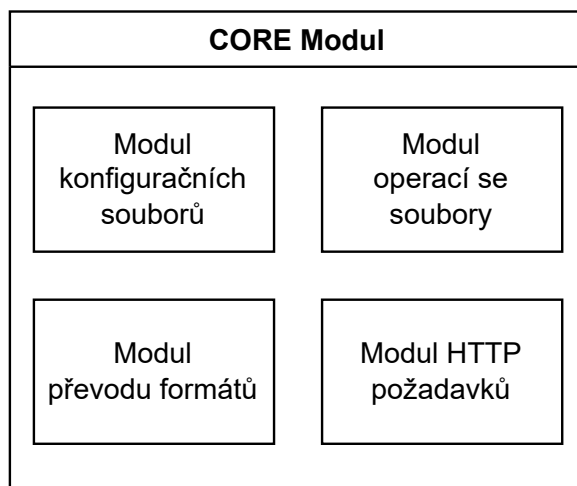 CORE Modul
Modul
konfiguračních
souborů
Modul
operací se
soubory
Modul
převodu formátů
Modul HTTP
požadavků